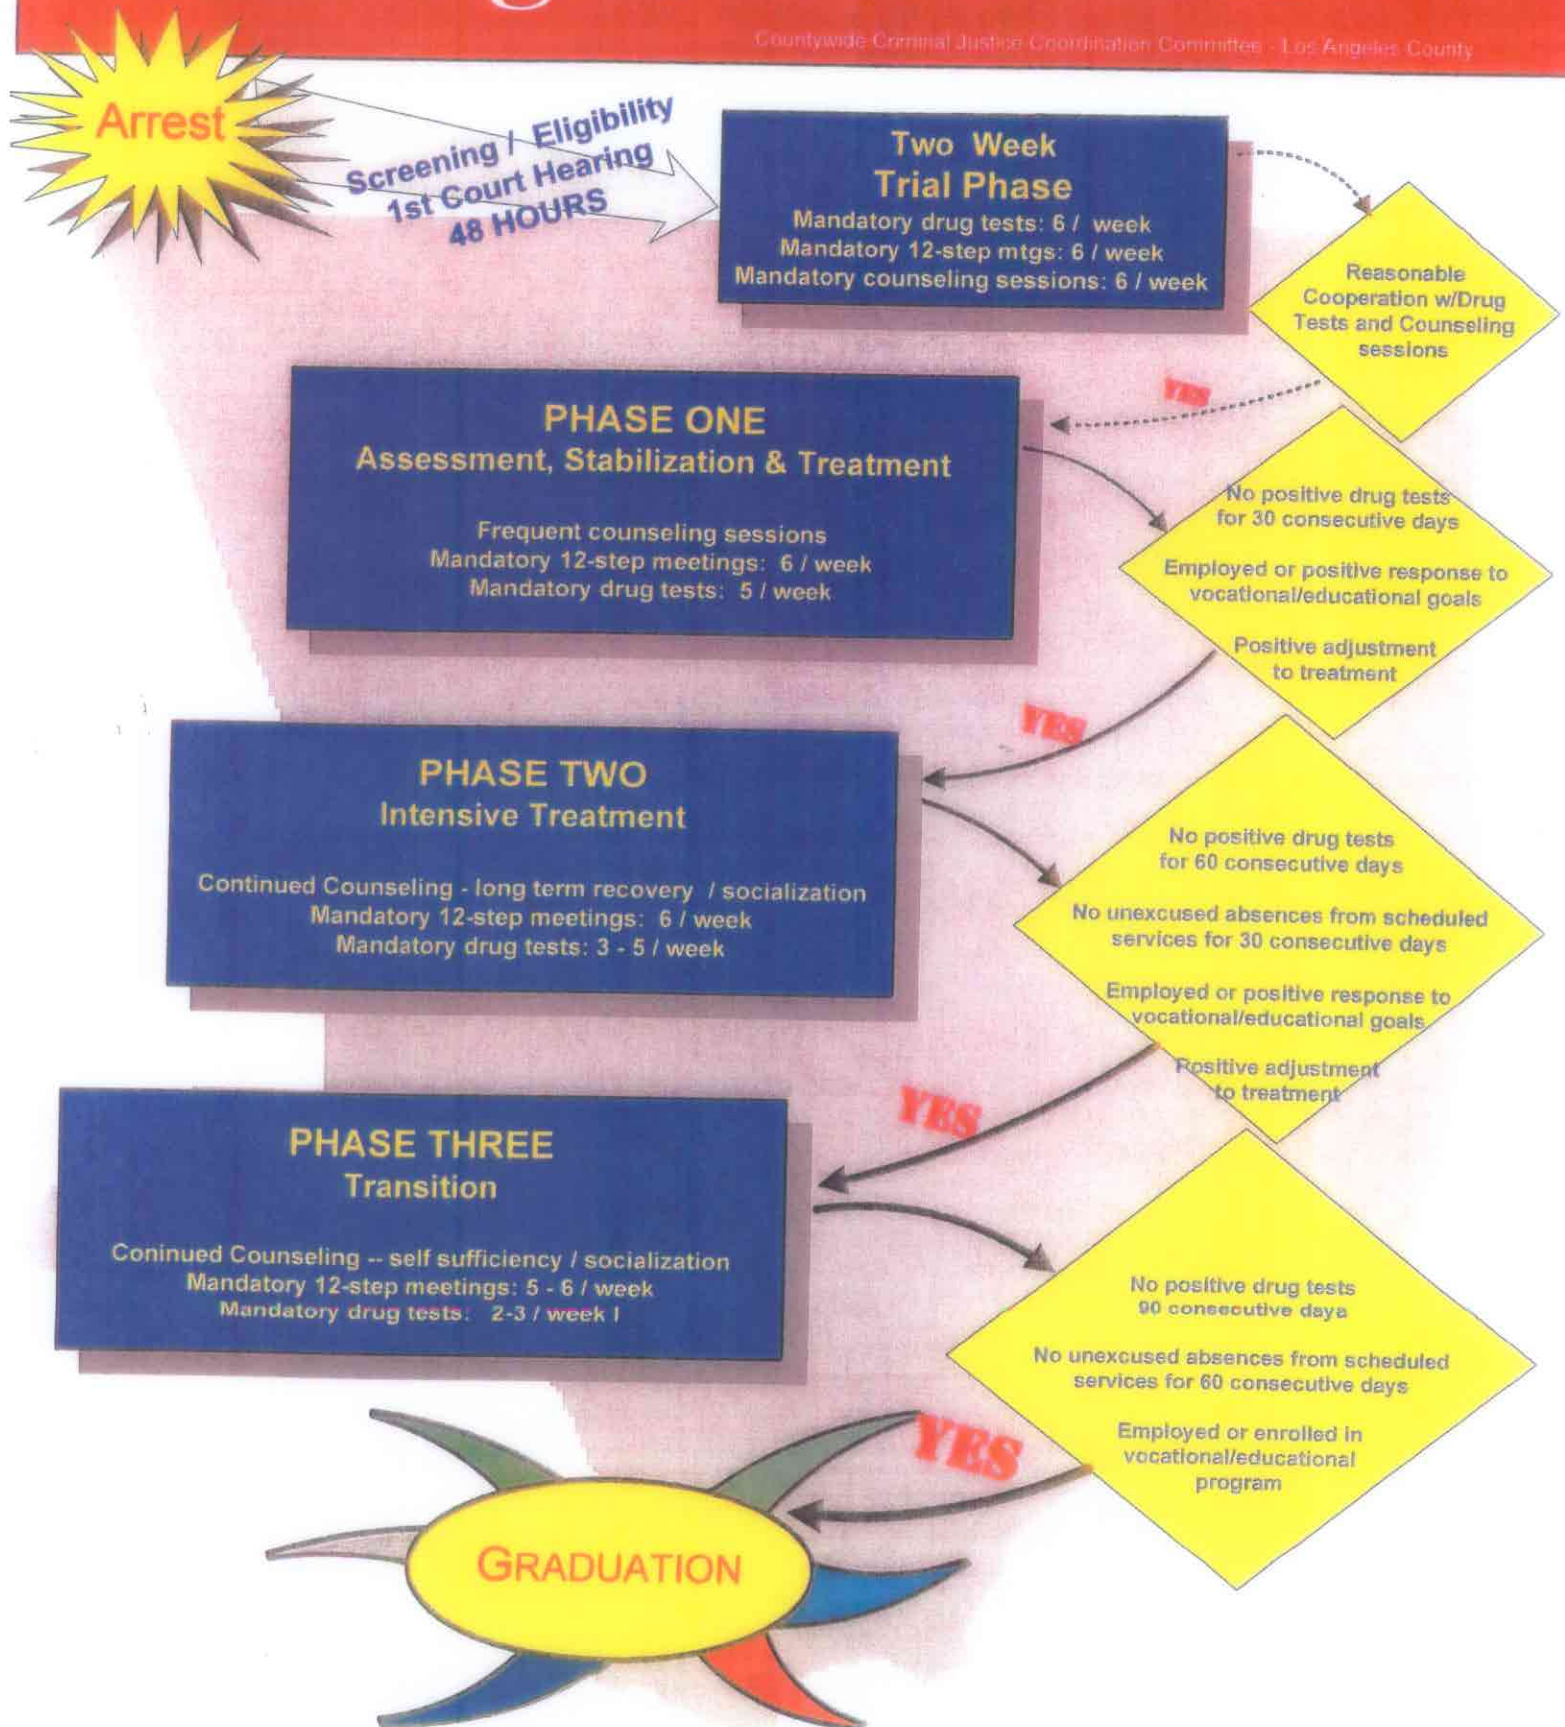 Countywide Criminal Justice Coordination Committee - Los Angeles County
Arrest
Screening / Eligibility
1st Court Hearing
48 HOURS
Two Week
Trial Phase
Mandatory drug tests: 6 / week
Mandatory 12-step mtgs: 6 / week
Mandatory counseling sessions: 6 / week
Reasonable
Cooperation w/Drug
Tests and Counseling
sessions
YES
PHASE ONE
Assessment, Stabilization & Treatment
Frequent counseling sessions
Mandatory 12-step meetings: 6 / week
Mandatory drug tests: 5 / week
No positive drug tests
for 30 consecutive days
Employed or positive response to
vocational/educational goals
Positive adjustment
to treatment
YES
PHASE TWO
Intensive Treatment
Continued Counseling - long term recovery / socialization
Mandatory 12-step meetings: 6 / week
Mandatory drug tests: 3 - 5 / week
No positive drug tests
for 60 consecutive days
No unexcused absences from scheduled
services for 30 consecutive days
Employed or positive response to
vocational/educational goals
Positive adjustment
to treatment
YES
PHASE THREE
Transition
Coninued Counseling -- self sufficiency / socialization
Mandatory 12-step meetings: 5 - 6 / week
Mandatory drug tests: 2-3 / week I
No positive drug tests
90 consecutive daya
No unexcused absences from scheduled
services for 60 consecutive days
Employed or enrolled in
vocational/educational
program
YES
GRADUATION